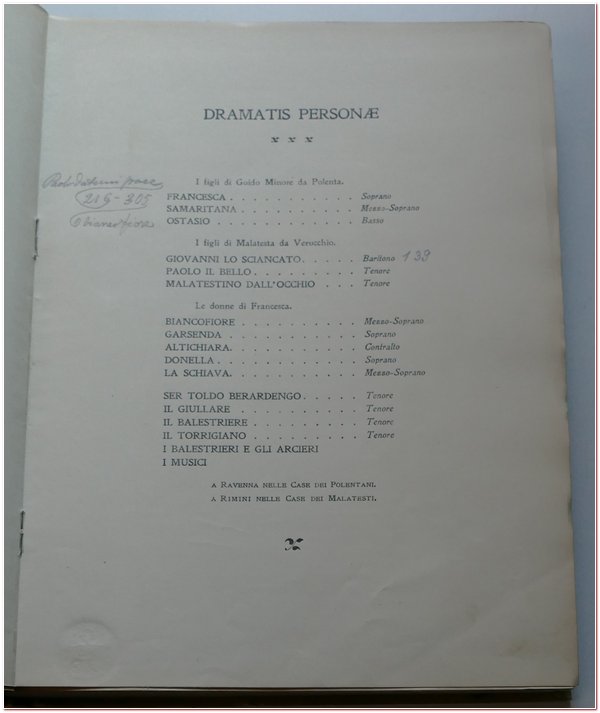 DRAMATIS PERSONÆ
I figli di Guido Minore da Polenta.
219-305
FRANCESCA . . . . . . . . . . . Soprano
SAMARITANA . . . . . . . . . . Mezzo-Soprano
OSTASIO . . . . . . . . . . . . Basso
I figli di Malatesta da Verucchio.
GIOVANNI LO SCIANCATO. . . . . Baritono 139
PAOLO IL BELLO . . . . . . . . . Tenore
MALATESTINO DALL'OCCHIO . . . Tenore
Le donne di Francesca.
BIANCOFIORE . . . . . . . . . . Mezzo-Soprano
GARSENDA . . . . . . . . . . . Soprano
ALTICHIARA. . . . . . . . . . . Contralto
DONELLA . . . . . . . . . . . . Soprano
LA SCHIAVA. . . . . . . . . . . Mezzo-Soprano
SER TOLDO BERARDENGO. . . . . Tenore
IL GIULLARE . . . . . . . . . . Tenore
IL BALESTRIERE . . . . . . . . . Tenore
IL TORRIGIANO . . . . . . . . . Tenore
I BALESTRIERI E GLI ARCIERI
I MUSICI
A RAVENNA NELLE CASE DEI POLENTANI.
A RIMINI NELLE CASE DEI MALATESTI.